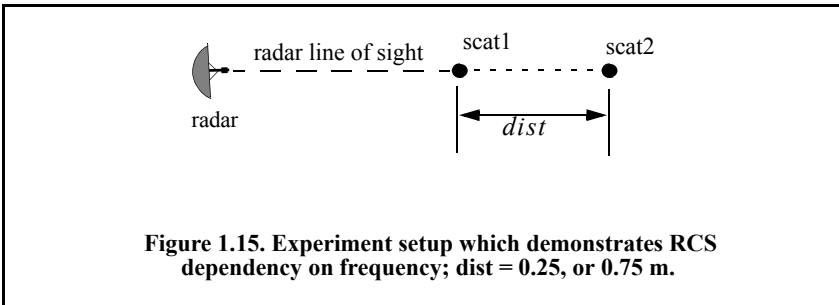 radar line of sight
scat1
scat2
radar
dist
Figure 1.15. Experiment setup which demonstrates RCS
dependency on frequency; dist = 0.25, or 0.75 m.